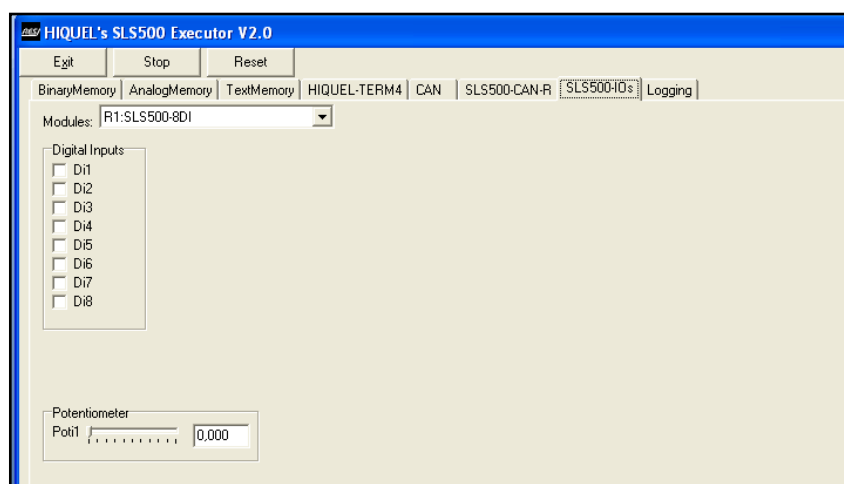 HIQUEL's SLS500 Executor V2.0
Exit Stop Reset
BinaryMemory AnalogMemory TextMemory HIQUEL-TERM4 CAN SLS500-CAN-R SLS500-IOs Logging
Modules: R1:SLS500-8DI
Digital Inputs
Di1
Di2
Di3
Di4
Di5
Di6
Di7
Di8
Potentiometer
Poti1 0,000